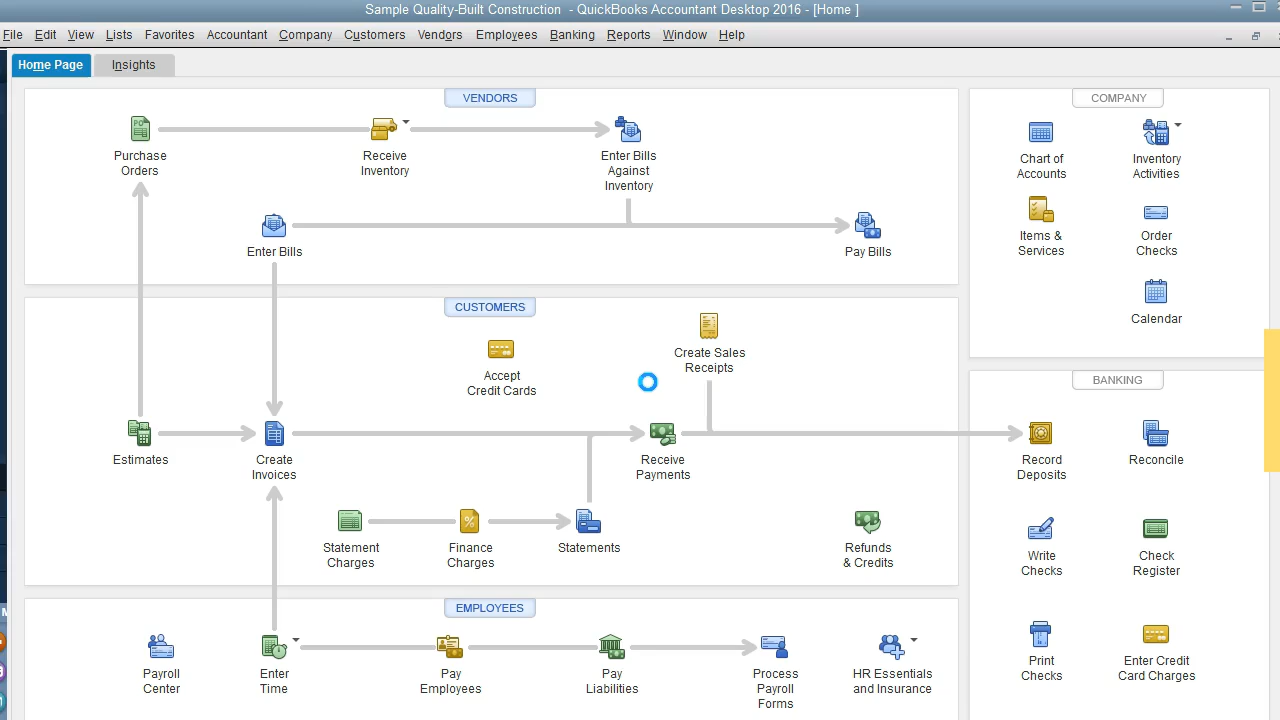 Sample Quality-Built Construction - QuickBooks Accountant Desktop 2016 - [Home ]
File Edit View Lists Favorites Accountant Company Customers Vendors Employees Banking Reports Window Help
Home Page Insights
VENDORS
PO
Purchase
Orders
Receive
Inventory
Enter Bills
Against
Inventory
Enter Bills
Pay Bills
CUSTOMERS
Accept
Credit Cards
Create Sales
Receipts
Estimates
Create
Invoices
Receive
Payments
Statement
Charges
%
Finance
Charges
Statements
Refunds
& Credits
EMPLOYEES
Payroll
Center
Enter
Time
Pay
Employees
Pay
Liabilities
Process
Payroll
Forms
HR Essentials
and Insurance
COMPANY
Chart of
Accounts
Inventory
Activities
Items &
Services
Order
Checks
Calendar
BANKING
Record
Deposits
Reconcile
Write
Checks
Check
Register
Print
Checks
Enter Credit
Card Charges